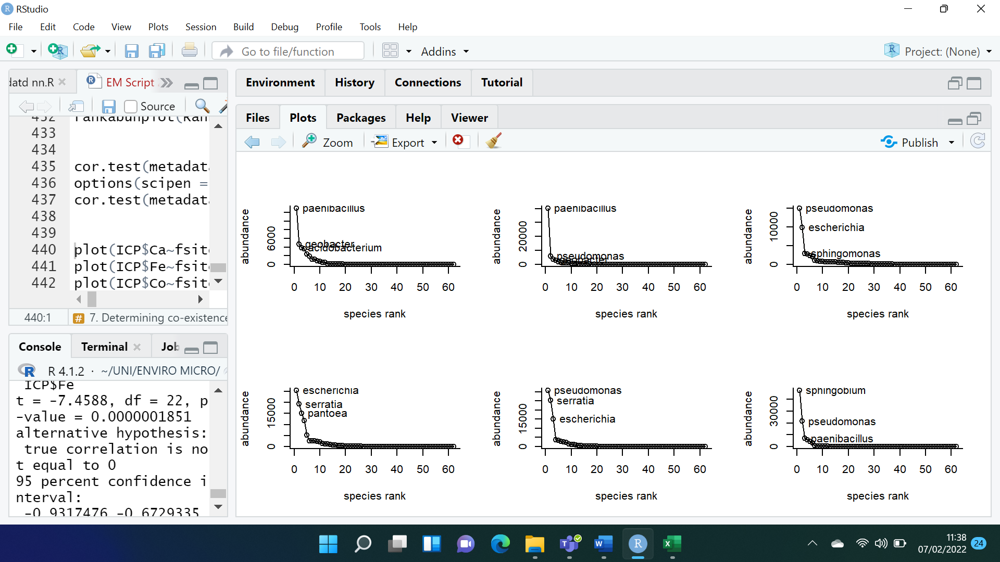 RStudio
File Edit Code View Plots Session Build Debug Profile Tools Help
Go to file/function
Addins
Project: (None)
datd nn.R
EM Script
Source
433
434
435 cor.test(metadata
436 options(scipen =
437 cor.test(metadata
438
439
440 plot(ICP$Ca~fsite
441 plot(ICP$Fe~fsite
442 plot(ICP$Co~fsite
440:1
# 7. Determining co-existence
Console Terminal Job
R 4.1.2 · ~/UNI/ENVIRO MICRO/
ICP$Fe
t = -7.4588, df = 22, p
-value = 0.0000001851
alternative hypothesis:
true correlation is no
t equal to 0
95 percent confidence i
nterval:
-0.9317476 -0.6729335
Environment History Connections Tutorial
Files Plots Packages Help Viewer
Zoom Export Publish
abundance
6000
0
paenibacillus
geobacter
acidobacterium
0 10 20 30 40 50 60
species rank
abundance
20000
0
paenibacillus
pseudomonas
geobacter
0 10 20 30 40 50 60
species rank
abundance
10000
0
pseudomonas
escherichia
sphingomonas
0 10 20 30 40 50 60
species rank
abundance
15000
0
escherichia
serratia
pantoea
0 10 20 30 40 50 60
species rank
abundance
15000
0
pseudomonas
serratia
escherichia
0 10 20 30 40 50 60
species rank
abundance
30000
0
sphingobium
pseudomonas
paenibacillus
0 10 20 30 40 50 60
species rank
11:38
07/02/2022
24